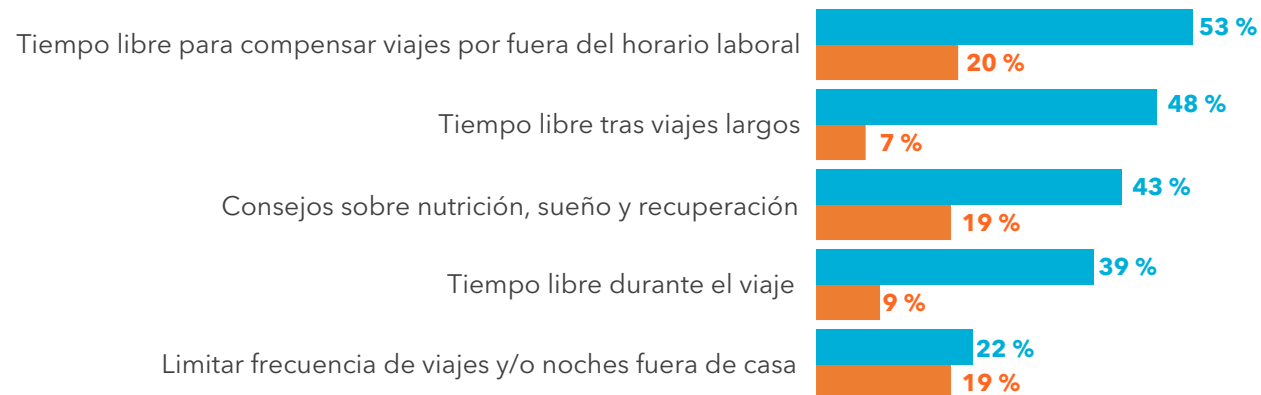 Tiempo libre para compensar viajes por fuera del horario laboral
53 %
20 %
Tiempo libre tras viajes largos
48 %
7 %
Consejos sobre nutrición, sueño y recuperación
43 %
19 %
Tiempo libre durante el viaje
39 %
9 %
Limitar frecuencia de viajes y/o noches fuera de casa
22 %
19 %